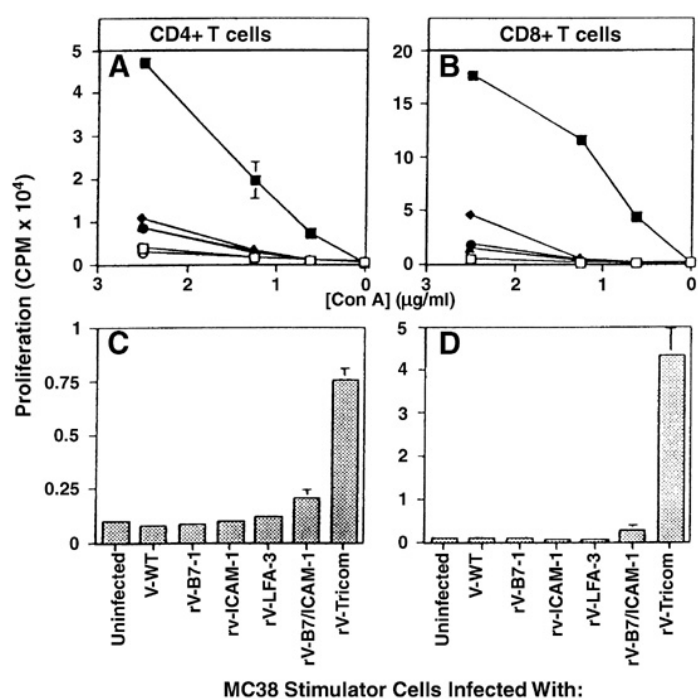 CD4+ T cells
CD8+ T cells
A
B
5
4
3
2
1
0
20
15
10
5
0
3
2
1
0
3
2
1
0
[Con A] (µg/ml)
Proliferation (CPM x 10⁴)
C
D
1
0.75
0.5
0.25
0
5
4
3
2
1
0
Uninfected
V-WT
rV-B7-1
rv-ICAM-1
rV-LFA-3
rV-B7/ICAM-1
rV-Tricom
Uninfected
V-WT
rV-B7-1
rv-ICAM-1
rV-LFA-3
rV-B7/ICAM-1
rV-Tricom
MC38 Stimulator Cells Infected With: